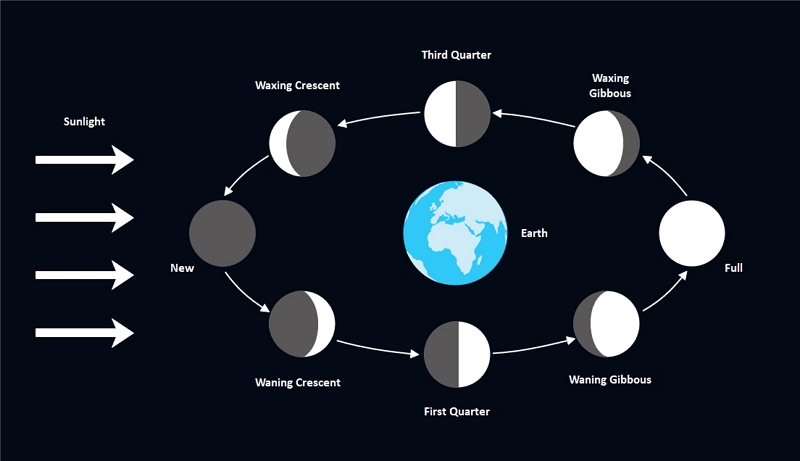 Third Quarter
Waxing Crescent
Waxing
Gibbous
Sunlight
Earth
New
Full
Waning Crescent
Waning Gibbous
First Quarter